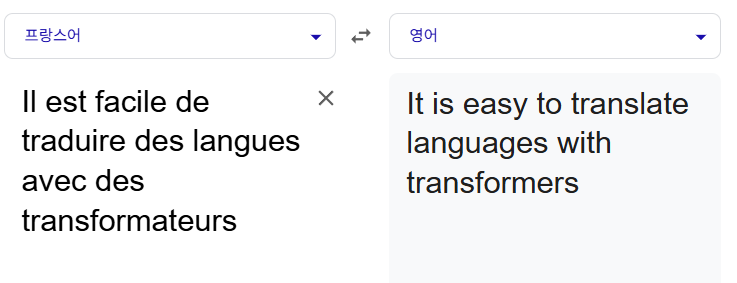 프랑스어
영어
Il est facile de
traduire des langues
avec des
transformateurs
It is easy to translate
languages with
transformers